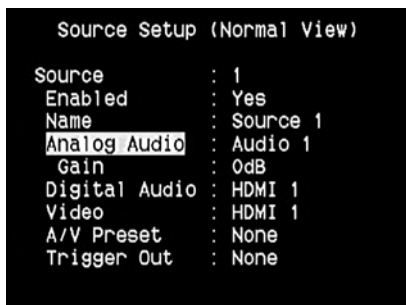 Source Setup (Normal View)
Source : 1
Enabled : Yes
Name : Source 1
Analog Audio : Audio 1
Gain : 0dB
Digital Audio : HDMI 1
Video : HDMI 1
A/V Preset : None
Trigger Out : None